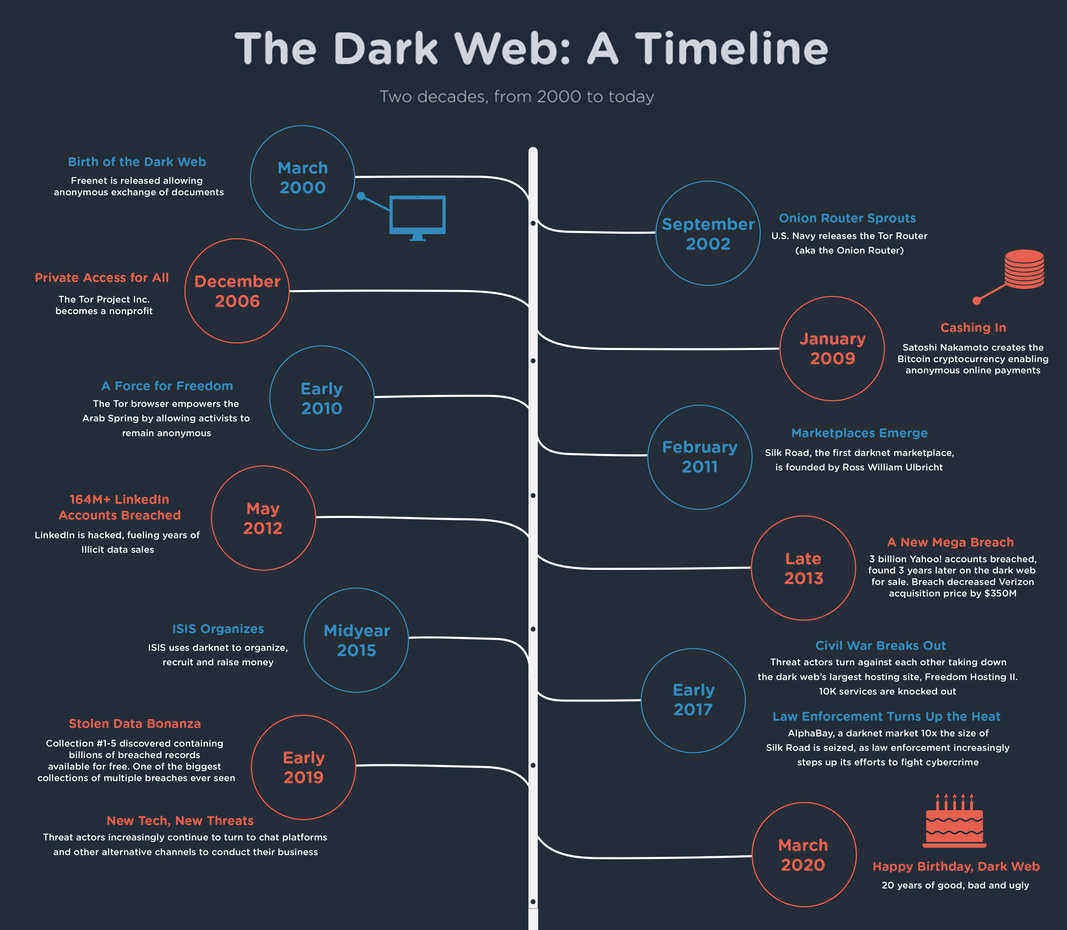 The Dark Web: A Timeline
Two decades, from 2000 to today
Birth of the Dark Web
Freenet is released allowing
anonymous exchange of documents
March
2000
September
2002
Onion Router Sprouts
U.S. Navy releases the Tor Router
(aka the Onion Router)
Private Access for All
The Tor Project Inc.
becomes a nonprofit
December
2006
January
2009
Cashing In
Satoshi Nakamoto creates the
Bitcoin cryptocurrency enabling
anonymous online payments
A Force for Freedom
The Tor browser empowers the
Arab Spring by allowing activists to
remain anonymous
Early
2010
February
2011
Marketplaces Emerge
Silk Road, the first darknet marketplace,
is founded by Ross William Ulbricht
164M+ LinkedIn
Accounts Breached
LinkedIn is hacked, fueling years of
Illicit data sales
May
2012
Late
2013
A New Mega Breach
3 billion Yahoo! accounts breached,
found 3 years later on the dark web
for sale. Breach decreased Verizon
acquisition price by $350M
ISIS Organizes
ISIS uses darknet to organize,
recruit and raise money
Midyear
2015
Early
2017
Civil War Breaks Out
Threat actors turn against each other taking down
the dark web's largest hosting site, Freedom Hosting II.
10K services are knocked out
Law Enforcement Turns Up the Heat
AlphaBay, a darknet market 10x the size of
Silk Road is seized, as law enforcement increasingly
steps up its efforts to fight cybercrime
Stolen Data Bonanza
Collection #1-5 discovered containing
billions of breached records
available for free. One of the biggest
collections of multiple breaches ever seen
Early
2019
New Tech, New Threats
Threat actors increasingly continue to turn to chat platforms
and other alternative channels to conduct their business
March
2020
Happy Birthday, Dark Web
20 years of good, bad and ugly